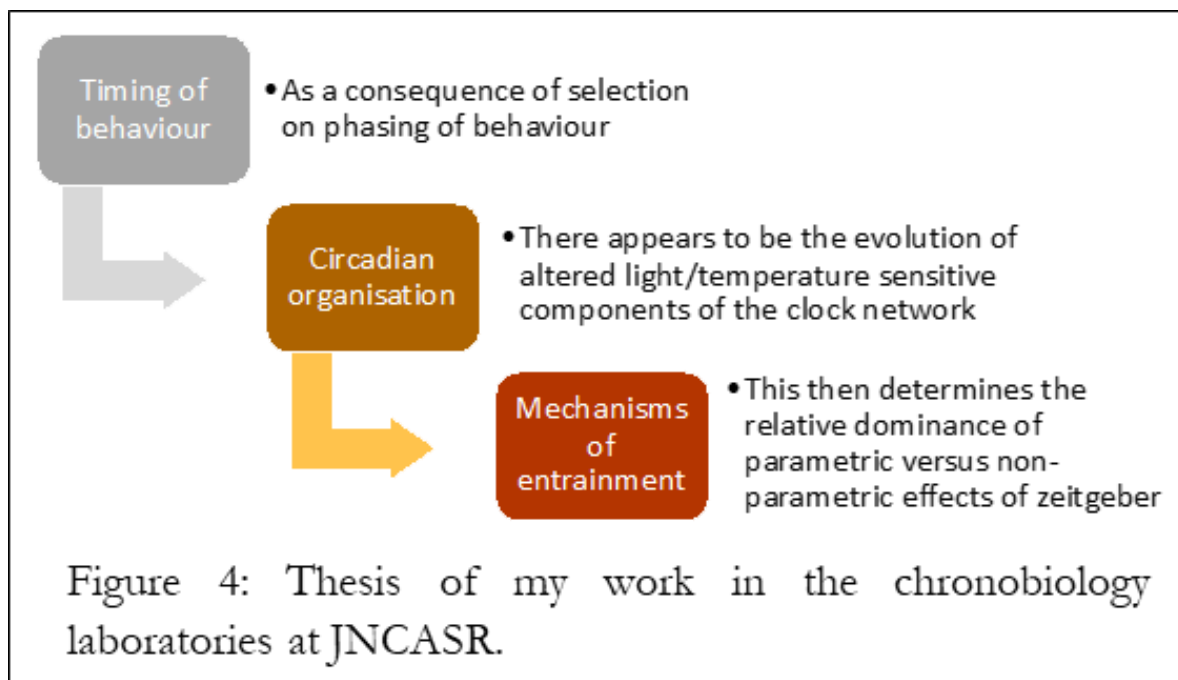 Timing of
behaviour
•As a consequence of selection
on phasing of behaviour
Circadian
organisation
•There appears to be the evolution of
altered light/temperature sensitive
components of the clock network
Mechanisms
of
entrainment
•This then determines the
relative dominance of
parametric versus non-
parametric effects of zeitgeber
Figure 4: Thesis of my work in the chronobiology
laboratories at JNCASR.